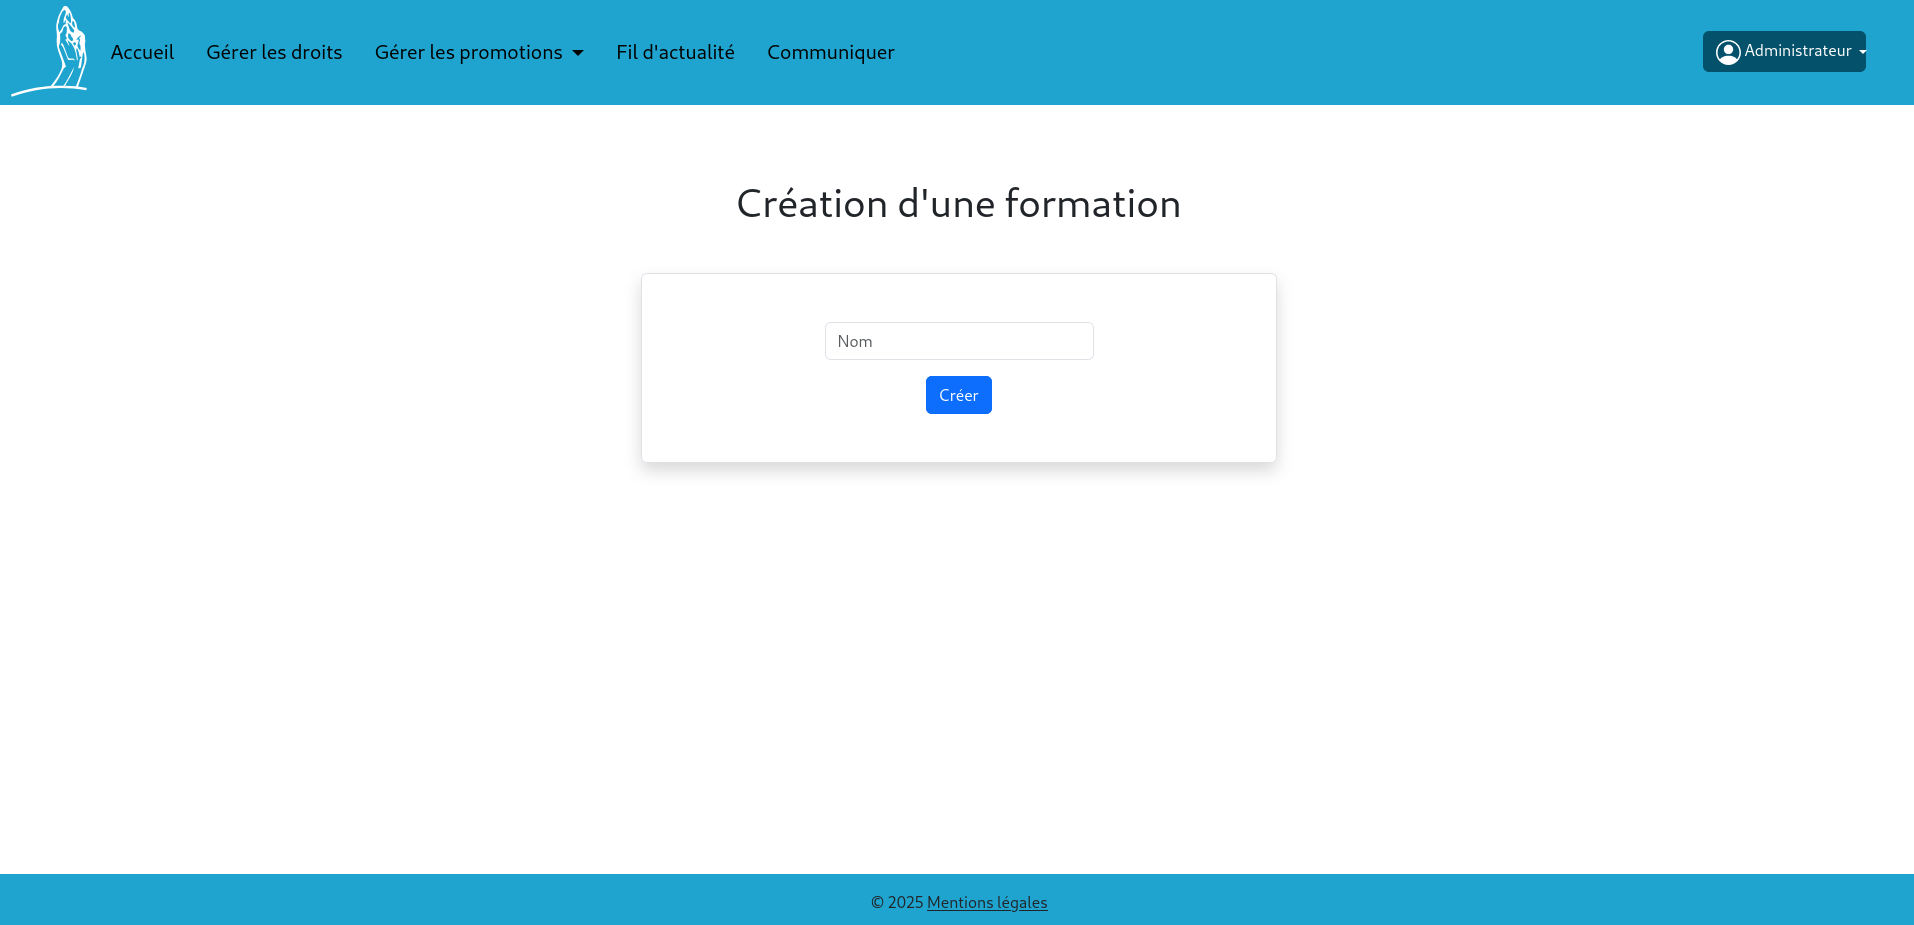 Accueil Gérer les droits Gérer les promotions Fil d'actualité Communiquer Administrateur
Création d'une formation
Nom
Créer
© 2025 Mentions légales